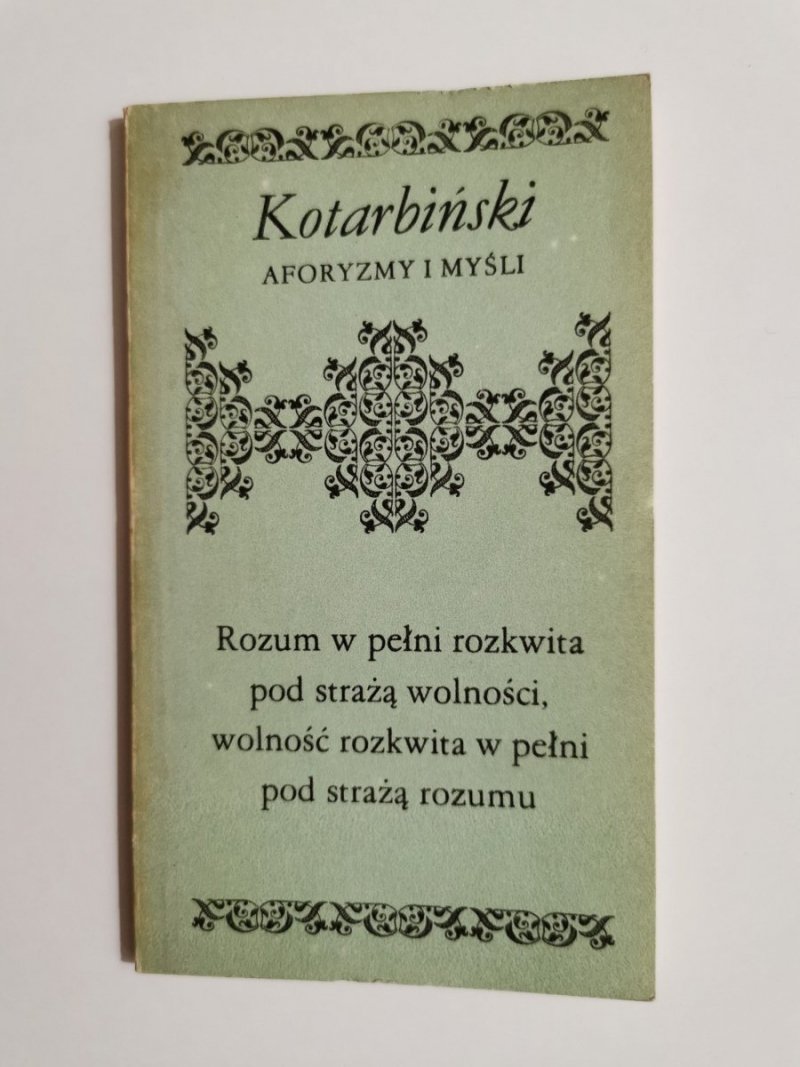 Kotarbiński
AFORYZMY I MYŚLI
Rozum w pełni rozkwita
pod strażą wolności,
wolność rozkwita w pełni
pod strażą rozumu